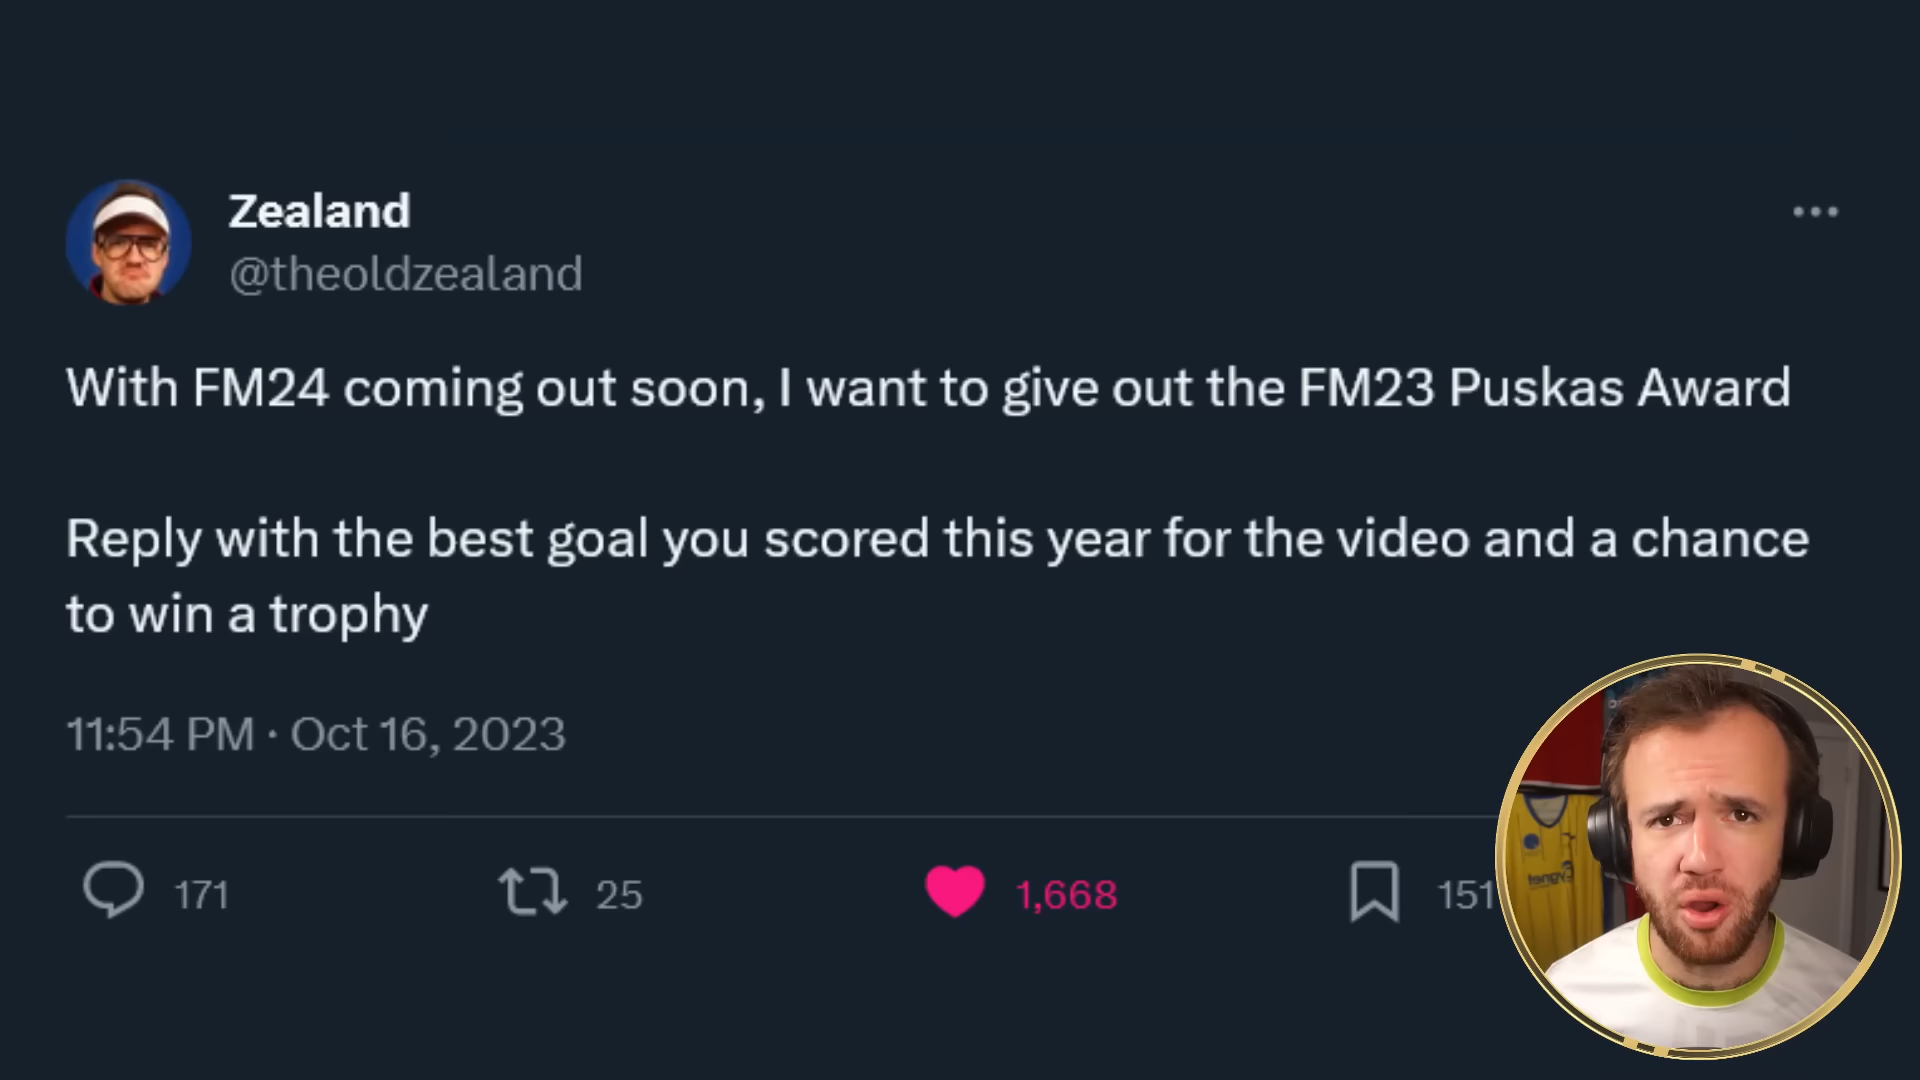 Zealand
@theoldzealand
With FM24 coming out soon, I want to give out the FM23 Puskas Award
Reply with the best goal you scored this year for the video and a chance
to win a trophy
11:54 PM · Oct 16, 2023
171 25 1,668 151